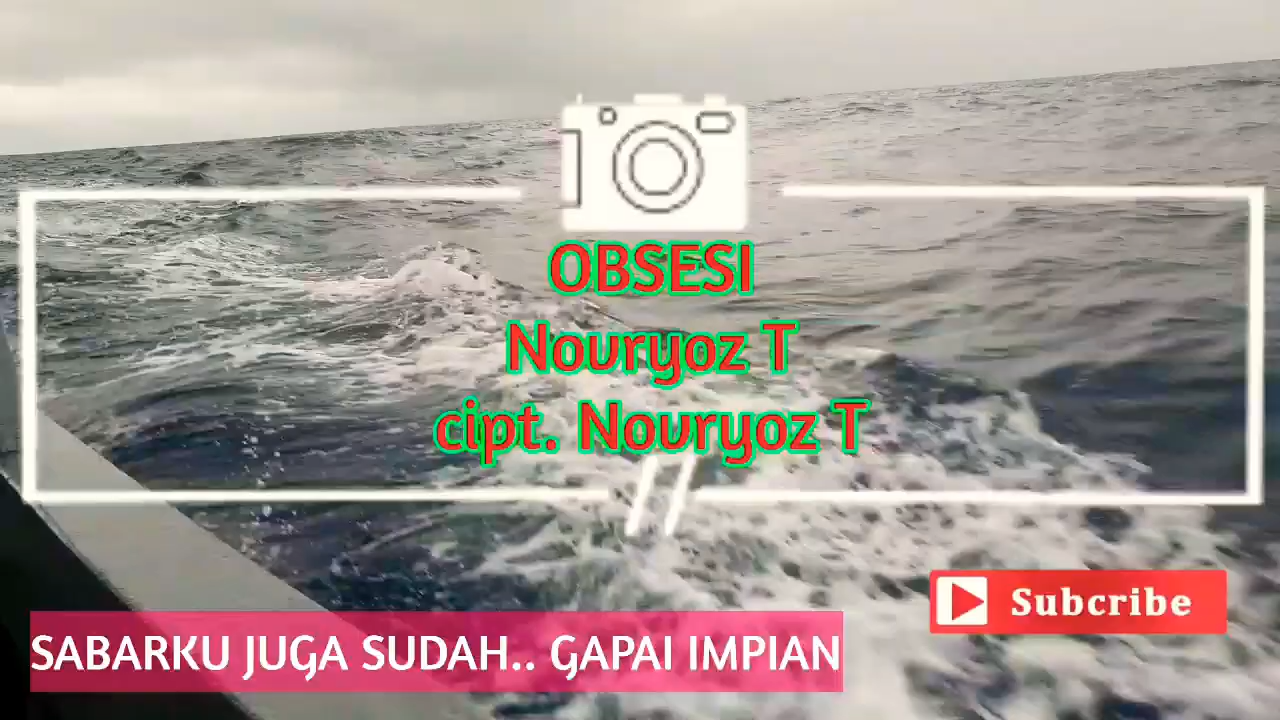 OBSESI
Nouryoz T
cipt. Nouryoz T
Subcribe
SABARKU JUGA SUDAH.. GAPAI IMPIAN